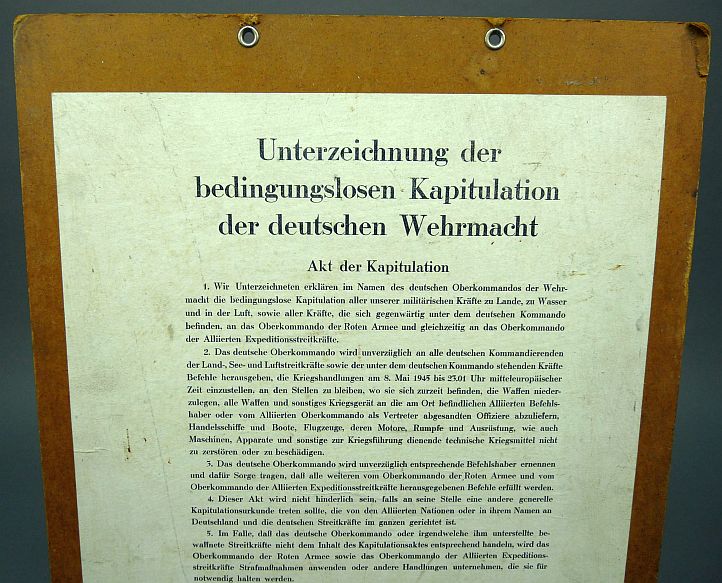 Unterzeichnung der
bedingungslosen Kapitulation
der deutschen Wehrmacht
Akt der Kapitulation
1. Wir Unterzeichneten erklären im Namen des deutschen Oberkommandos der Wehr-
macht die bedingungslose Kapitulation aller unserer militärischen Kräfte zu Lande, zu Wasser
und in der Luft, sowie aller Kräfte, die sich gegenwärtig unter dem deutschen Kommando
befinden, an das Oberkommando der Roten Armee und gleichzeitig an das Oberkommando
der Alliierten Expeditionsstreitkräfte.
2. Das deutsche Oberkommando wird unverzüglich an alle deutschen Kommandierenden
der Land-, See- und Luftstreitkräfte sowie der unter dem deutschen Kommando stehenden Kräfte
Befehle herausgeben, die Kriegshandlungen am 8. Mai 1945 bis 23.01 Uhr mitteleuropäischer
Zeit einzustellen, an den Stellen zu bleiben, wo sie sich zurzeit befinden, die Waffen nieder-
zulegen, alle Waffen und sonstiges Kriegsgerät an die am Ort befindlichen Alliierten Befehls-
haber oder vom Alliierten Oberkommando als Vertreter abgesandten Offiziere abzuliefern,
Handelsschiffe und Boote, Flugzeuge, deren Motore, Rumpfe und Ausrüstung, wie auch
Maschinen, Apparate und sonstige zur Kriegsführung dienende technische Kriegsmittel nicht
zu zerstören oder zu beschädigen.
3. Das deutsche Oberkommando wird unverzüglich entsprechende Befehlshaber ernennen
und dafür Sorge tragen, daß alle weiteren vom Oberkommando der Roten Armee und vom
Oberkommando der Alliierten Expeditionsstreitkräfte herausgegebenen Befehle erfüllt werden.
4. Dieser Akt wird nicht hinderlich sein, falls an seine Stelle eine andere generelle
Kapitulationsurkunde treten sollte, die von den Alliierten Nationen oder in ihrem Namen an
Deutschland und die deutschen Streitkräfte im ganzen gerichtet ist.
5. Im Falle, daß das deutsche Oberkommando oder irgendwelche ihm unterstellte be-
waffnete Streitkräfte nicht dem Inhalt des Kapitulationsaktes entsprechend handeln, wird das
Oberkommando der Roten Armee sowie das Oberkommando der Alliierten Expeditions-
streitkräfte Strafmaßnahmen anwenden oder andere Handlungen unternehmen, die sie für
notwendig halten werden.